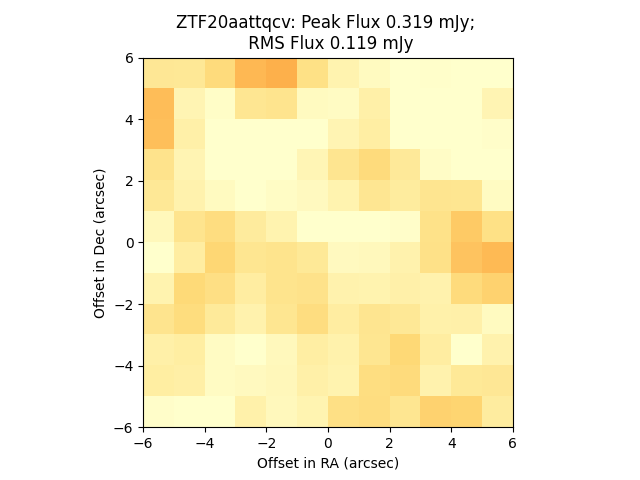 ZTF20aattqcv: Peak Flux 0.319 mJy;
RMS Flux 0.119 mJy
6
4
2
0
−2
−4
−6
Offset in Dec (arcsec)
−6 −4 −2 0 2 4 6
Offset in RA (arcsec)